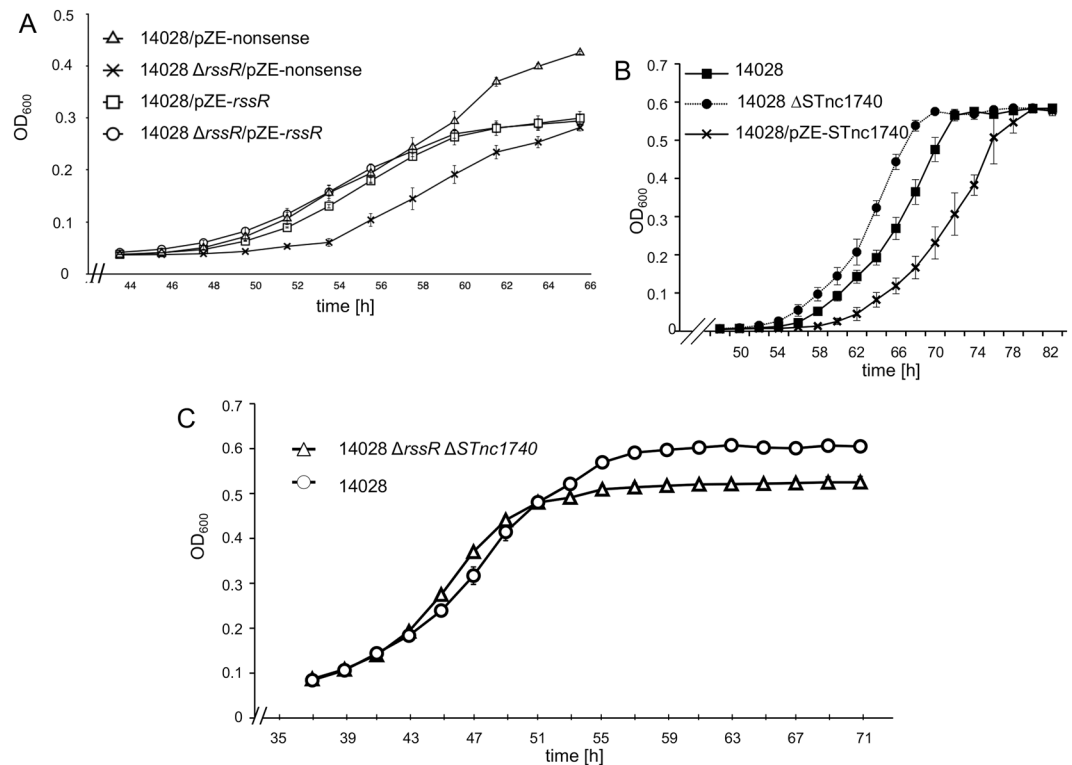 A
0.5
0.4
0.3
0.2
0.1
0
OD600
14028/pZE-nonsense
14028 ΔrssR/pZE-nonsense
14028/pZE-rssR
14028 ΔrssR/pZE-rssR
44 46 48 50 52 54 56 58 60 62 64 66
time [h]
B
0.7
0.6
0.5
0.4
0.3
0.2
0.1
0
OD600
14028
14028 ΔSTnc1740
14028/pZE-STnc1740
50 54 58 62 66 70 74 78 82
time [h]
C
0.7
0.6
0.5
0.4
0.3
0.2
0.1
0
OD600
14028 ΔrssR ΔSTnc1740
14028
35 39 43 47 51 55 59 63 67 71
time [h]